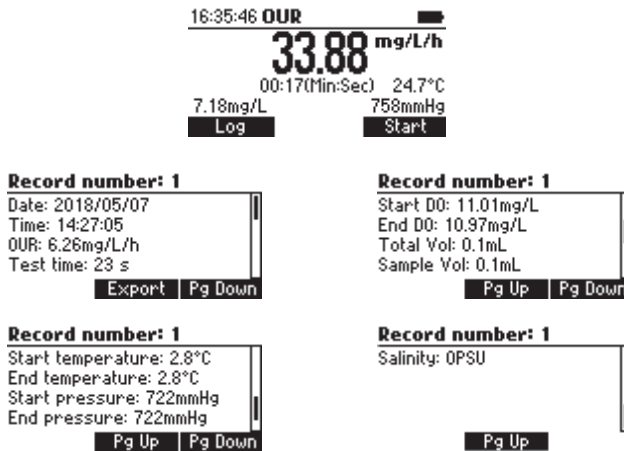 16:35:46 OUR
33.88 mg/L/h
00:17(Min:Sec) 24.7°C
7.18mg/L 758mmHg
Log Start
Record number: 1
Date: 2018/05/07
Time: 14:27:05
OUR: 6.26mg/L/h
Test time: 23 s
Export Pg Down
Record number: 1
Start DO: 11.01mg/L
End DO: 10.97mg/L
Total Vol: 0.1mL
Sample Vol: 0.1mL
Pg Up Pg Down
Record number: 1
Start temperature: 2.8°C
End temperature: 2.8°C
Start pressure: 722mmHg
End pressure: 722mmHg
Pg Up Pg Down
Record number: 1
Salinity: 0PSU
Pg Up